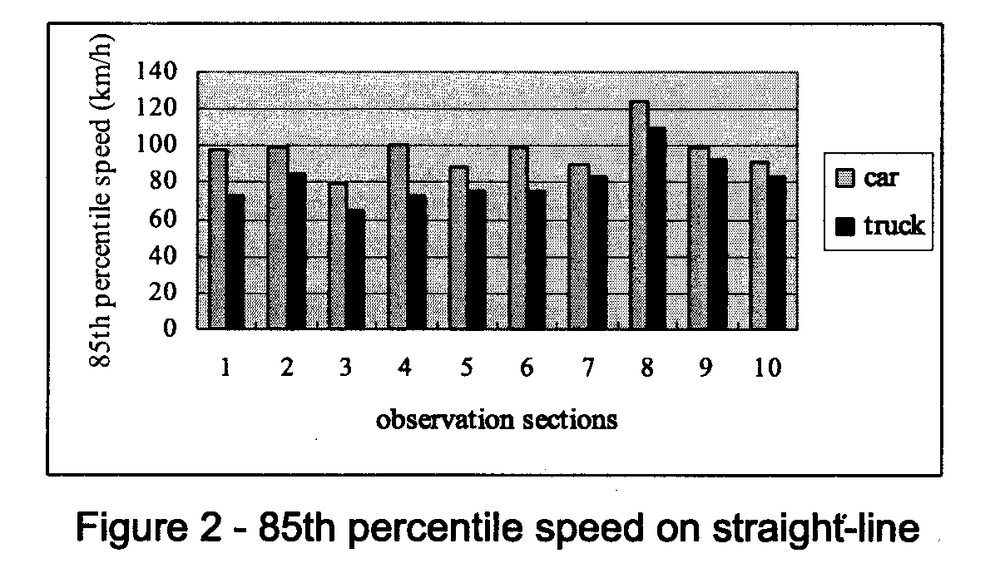 85th percentile speed (km/h)
140
120
100
80
60
40
20
0
1 2 3 4 5 6 7 8 9 10
observation sections
car
truck
Figure 2 - 85th percentile speed on straight-line